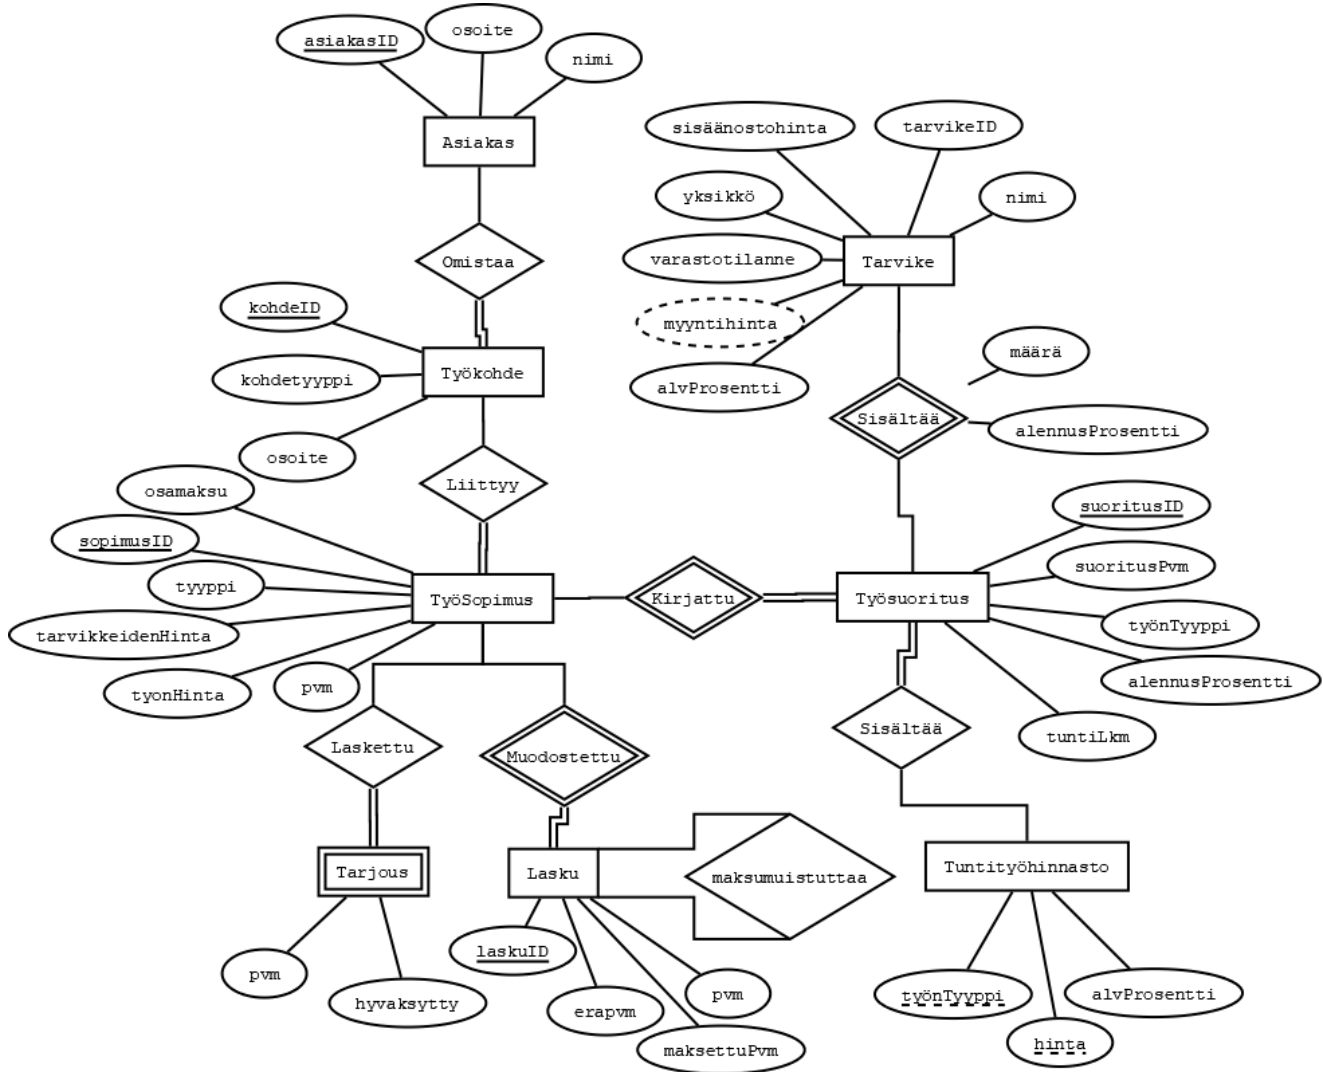 asiakasID
osoite
nimi
Asiakas
Omistaa
kohdeID
kohdetyyppi
osoite
Työkohde
Liittyy
sisäänostohinta
tarvikeID
yksikkö
nimi
varastotilanne
Tarvike
myyntihinta
alvProsentti
määrä
Sisältää
alennusProsentti
osamaksu
sopimusID
tyyppi
tarvikkeidenHinta
tyonHinta
pvm
TyöSopimus
Kirjattu
Työsuoritus
suoritusID
suoritusPvm
työnTyyppi
alennusProsentti
tuntiLkm
Laskettu
Muodostettu
Sisältää
Tarjous
Lasku
maksumuistuttaa
Tuntityöhinnasto
pvm
hyvaksytty
laskuID
erapvm
pvm
maksettuPvm
työnTyyppi
hinta
alvProsentti